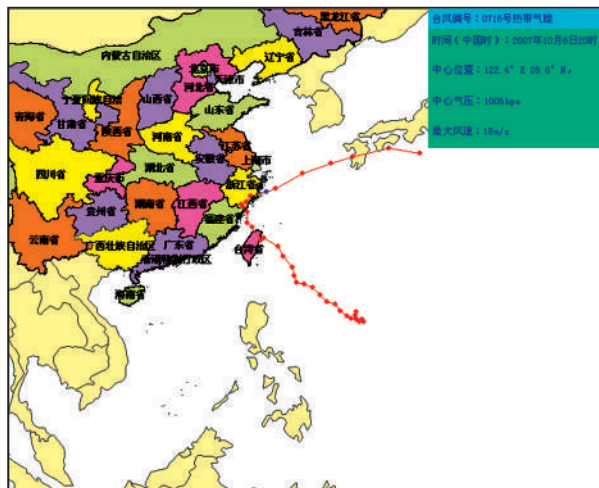 台风编号：0716号热带气旋
时间（中国时）：2007年10月8日20时
中心位置：122.4° E 28.8° N，
中心气压：1006hpa
最大风速：18m/s
黑龙江省
吉林省
内蒙古自治区
辽宁省
北京市
天津市
河北省
宁夏回族自治
山西省
山东省
青海省
甘肃省
陕西省
河南省
江苏省
安徽省
上海市
四川省
湖北省
重庆市
浙江省
贵州省
湖南省
江西省
福建省
云南省
广西壮族自治区
广东省
香港特别行政区
台湾省
海南省